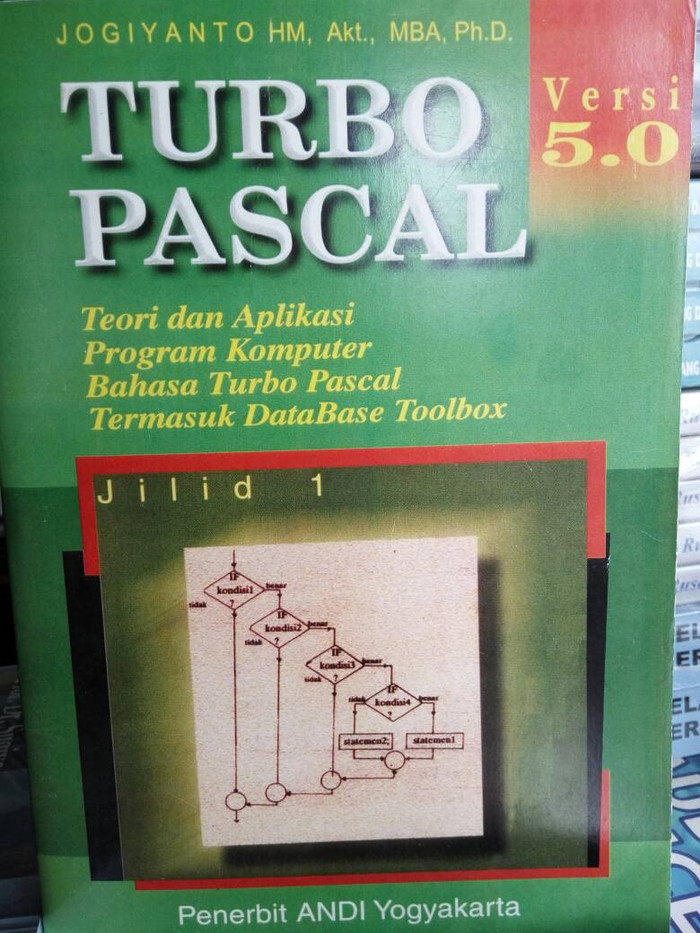 JOGIYANTO HM, Akt., MBA, Ph.D.
TURBO
PASCAL
Versi
5.0
Teori dan Aplikasi
Program Komputer
Bahasa Turbo Pascal
Termasuk DataBase Toolbox
Jilid 1
IF
kondisi1
?
benar
tidak
IF
kondisi2
?
benar
tidak
IF
kondisi3
?
benar
tidak
IF
kondisi4
?
tidak
benar
statemen2;
statemen1
Penerbit ANDI Yogyakarta